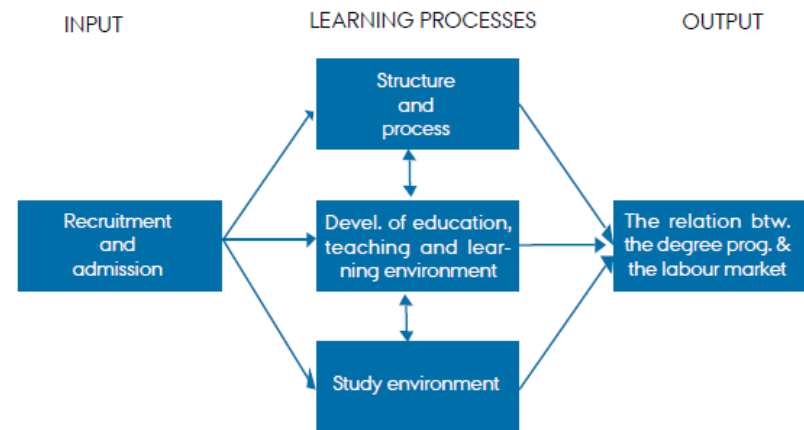 INPUT
LEARNING PROCESSES
OUTPUT
Structure
and
process
Recruitment
and
admission
Devel. of education,
teaching and lear-
ning environment
The relation btw.
the degree prog. &
the labour market
Study environment